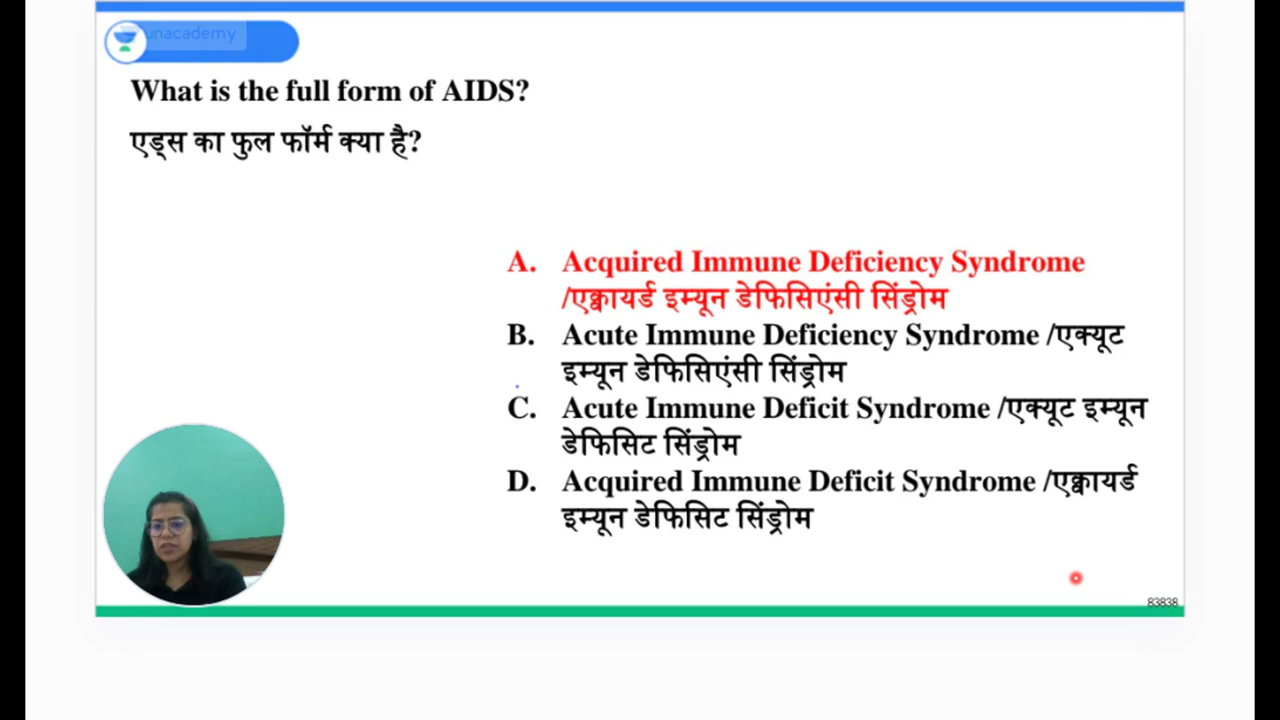 unacademy
What is the full form of AIDS?
एड्स का फुल फॉर्म क्या है?
A. Acquired Immune Deficiency Syndrome
/एक्वायर्ड इम्यून डेफिसिएंसी सिंड्रोम
B. Acute Immune Deficiency Syndrome /एक्यूट
इम्यून डेफिसिएंसी सिंड्रोम
C. Acute Immune Deficit Syndrome /एक्यूट इम्यून
डेफिसिट सिंड्रोम
D. Acquired Immune Deficit Syndrome /एक्वायर्ड
इम्यून डेफिसिट सिंड्रोम
83838